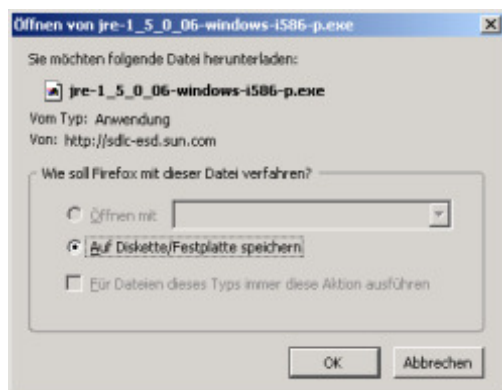 Öffnen von jre-1_5_0_06-windows-i586-p.exe
Sie möchten folgende Datei herunterladen:
jre-1_5_0_06-windows-i586-p.exe
Vom Typ: Anwendung
Von: http://sdlc-esd.sun.com
Wie soll Firefox mit dieser Datei verfahren?
Öffnen mit
Auf Diskette/Festplatte speichern
Für Dateien dieses Typs immer diese Aktion ausführen
OK Abbrechen